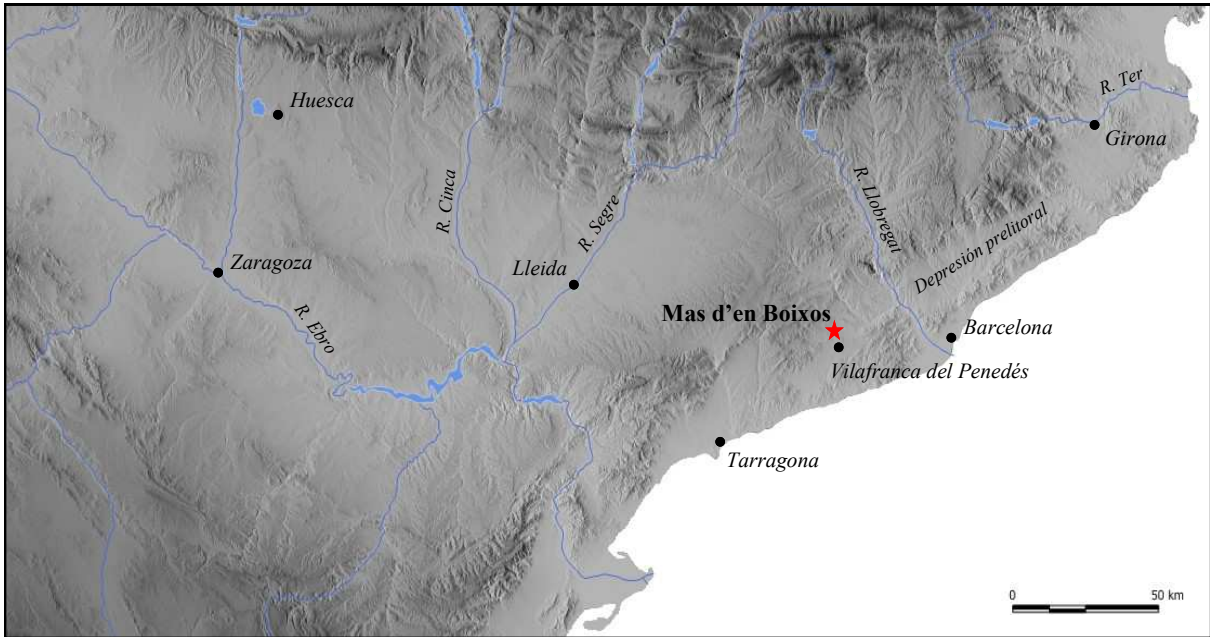 Huesca
R. Ter
Girona
R. Cinca
R. Segre
R. Llobregat
Depresión prelitoral
Zaragoza
Lleida
R. Ebro
Mas d'en Boixos
Barcelona
Vilafranca del Penedés
Tarragona
0 50 km